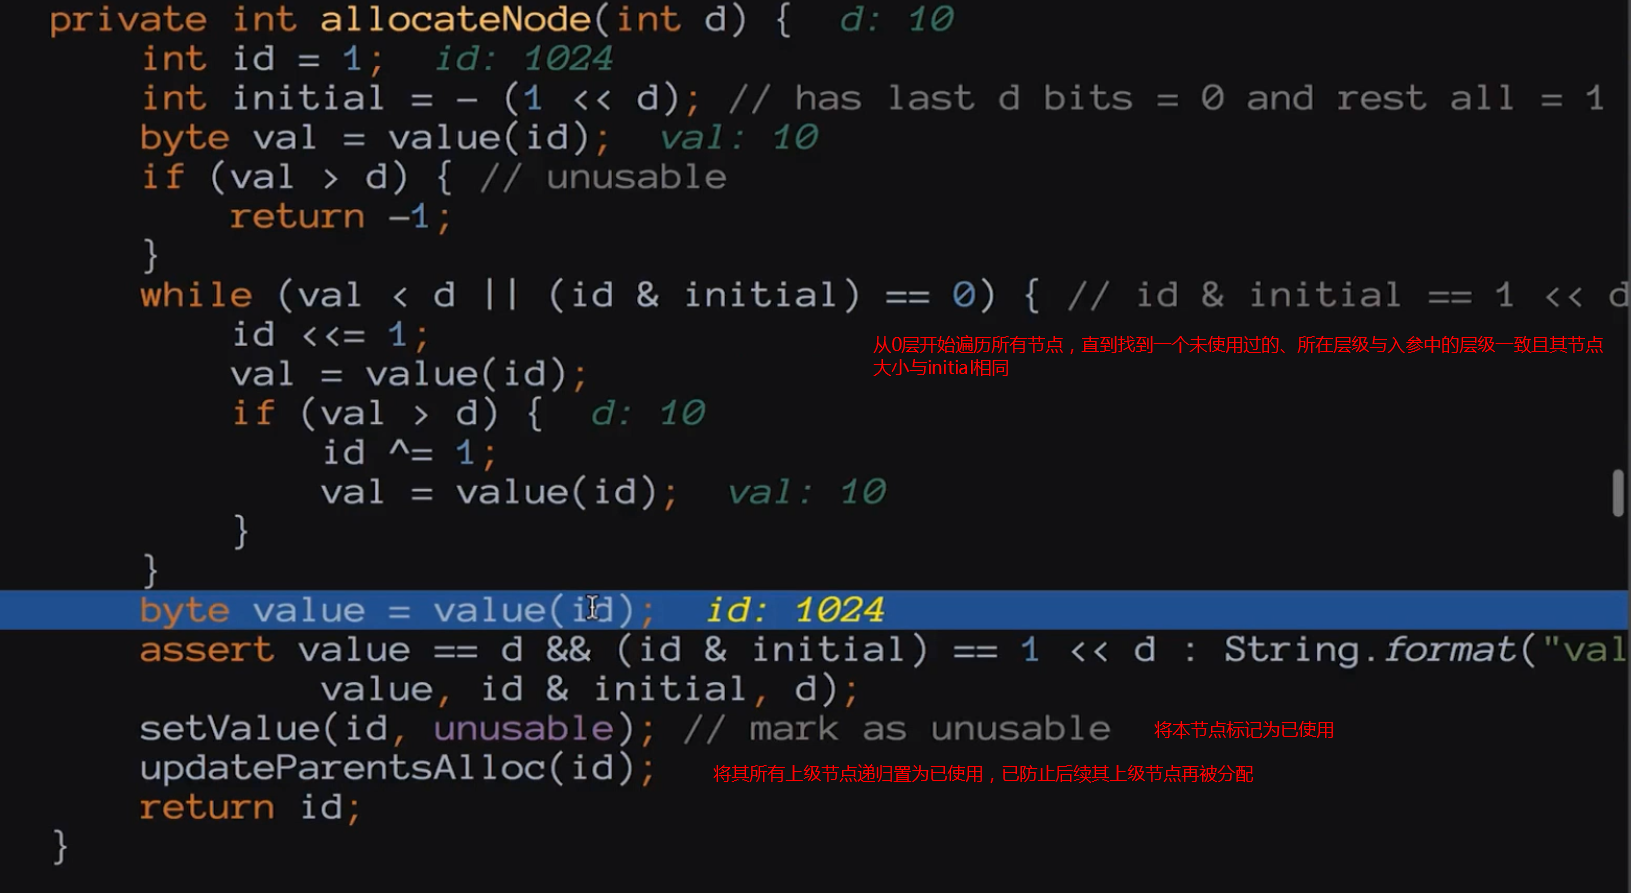 private int allocateNode(int d) {  d: 10
int id = 1;  id: 1024
int initial = - (1 << d); // has last d bits = 0 and rest all = 1
byte val = value(id);  val: 10
if (val > d) { // unusable
return -1;
}
while (val < d || (id & initial) == 0) { // id & initial == 1 << d
id <<= 1;
从0层开始遍历所有节点，直到找到一个未使用过的、所在层级与入参中的层级一致且其节点
大小与initial相同
val = value(id);
if (val > d) {  d: 10
id ^= 1;
val = value(id);  val: 10
}
}
byte value = value(id);  id: 1024
assert value == d && (id & initial) == 1 << d : String.format("val
value, id & initial, d);
setValue(id, unusable); // mark as unusable 将本节点标记为已使用
updateParentsAlloc(id); 将其所有上级节点递归置为已使用，已防止后续其上级节点再被分配
return id;
}